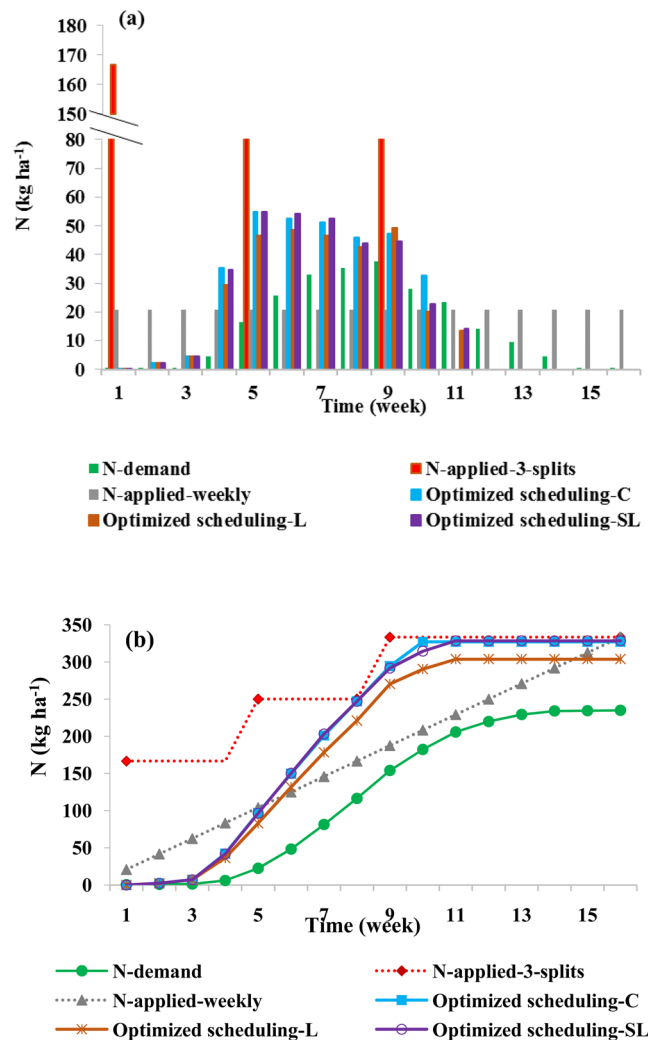 (a)
180
170
160
150
80
70
60
50
40
30
20
10
0
N (kg ha-1)
1 3 5 7 9 11 13 15
Time (week)
N-demand N-applied-3-splits
N-applied-weekly Optimized scheduling-C
Optimized scheduling-L Optimized scheduling-SL
(b)
350
300
250
200
150
100
50
0
N (kg ha-1)
1 3 5 7 9 11 13 15
Time (week)
N-demand N-applied-3-splits
N-applied-weekly Optimized scheduling-C
Optimized scheduling-L Optimized scheduling-SL